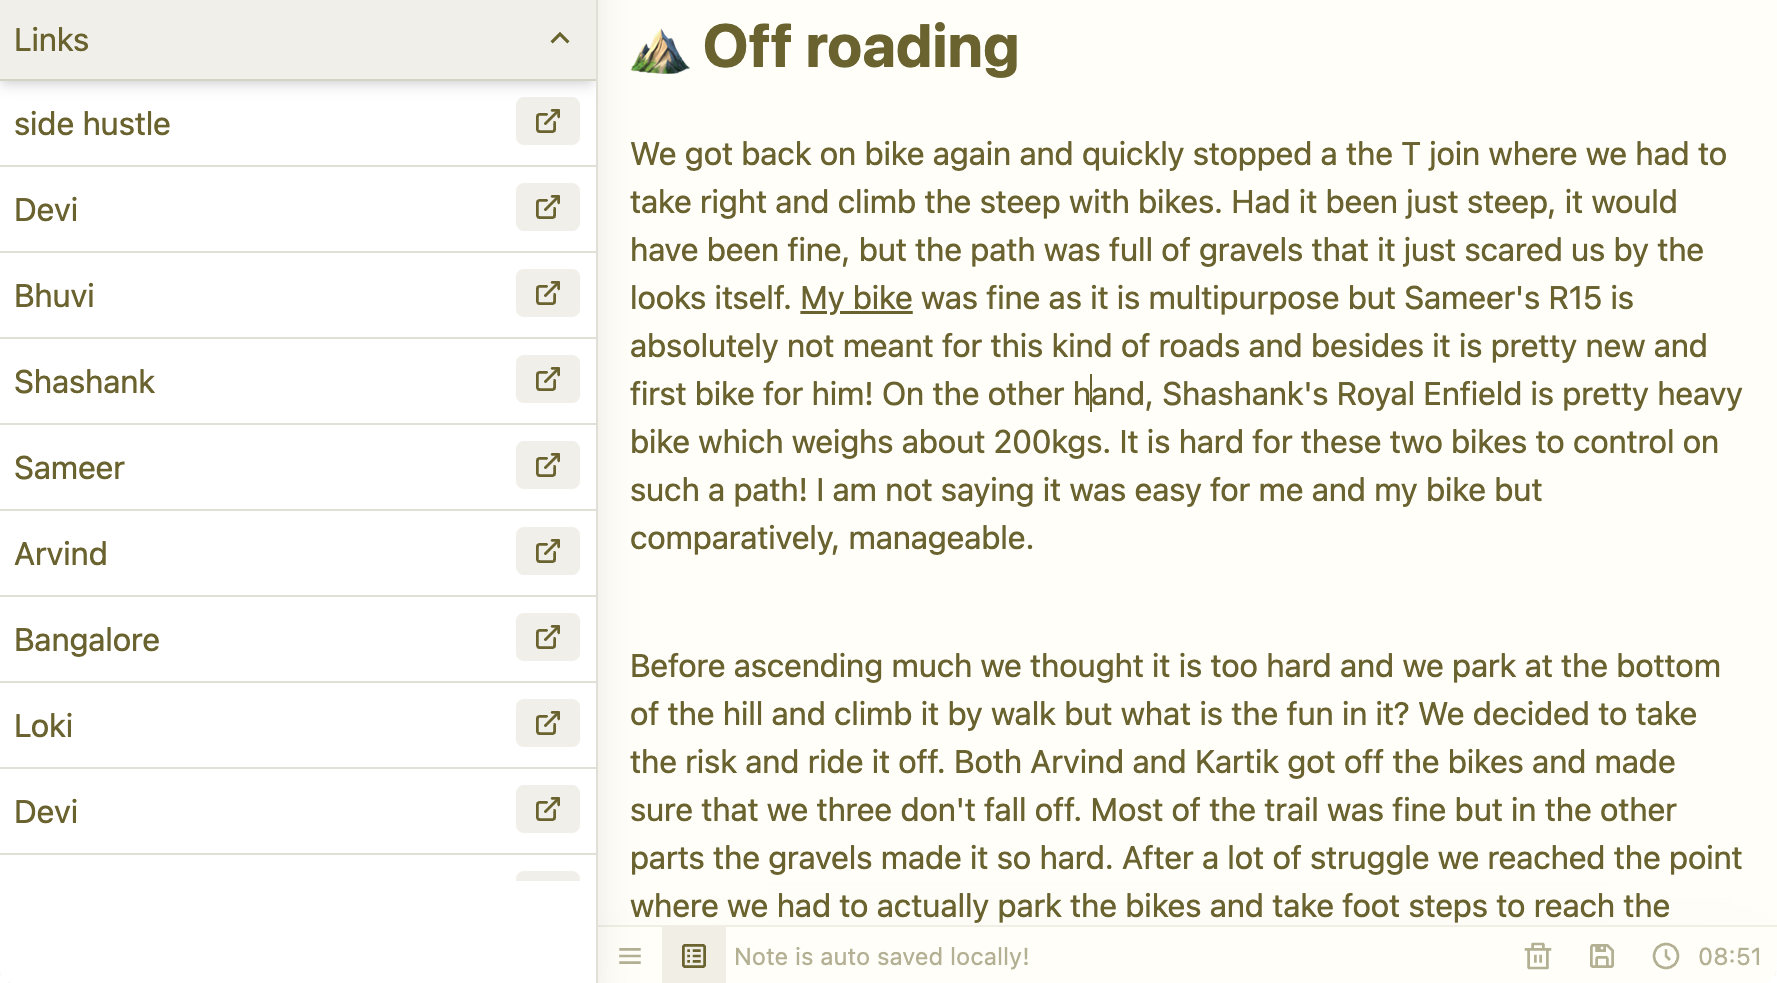 Links
side hustle
Devi
Bhuvi
Shashank
Sameer
Arvind
Bangalore
Loki
Devi
Off roading
We got back on bike again and quickly stopped a the T join where we had to
take right and climb the steep with bikes. Had it been just steep, it would
have been fine, but the path was full of gravels that it just scared us by the
looks itself. My bike was fine as it is multipurpose but Sameer's R15 is
absolutely not meant for this kind of roads and besides it is pretty new and
first bike for him! On the other hand, Shashank's Royal Enfield is pretty heavy
bike which weighs about 200kgs. It is hard for these two bikes to control on
such a path! I am not saying it was easy for me and my bike but
comparatively, manageable.
Before ascending much we thought it is too hard and we park at the bottom
of the hill and climb it by walk but what is the fun in it? We decided to take
the risk and ride it off. Both Arvind and Kartik got off the bikes and made
sure that we three don't fall off. Most of the trail was fine but in the other
parts the gravels made it so hard. After a lot of struggle we reached the point
where we had to actually park the bikes and take foot steps to reach the
Note is auto saved locally!
08:51